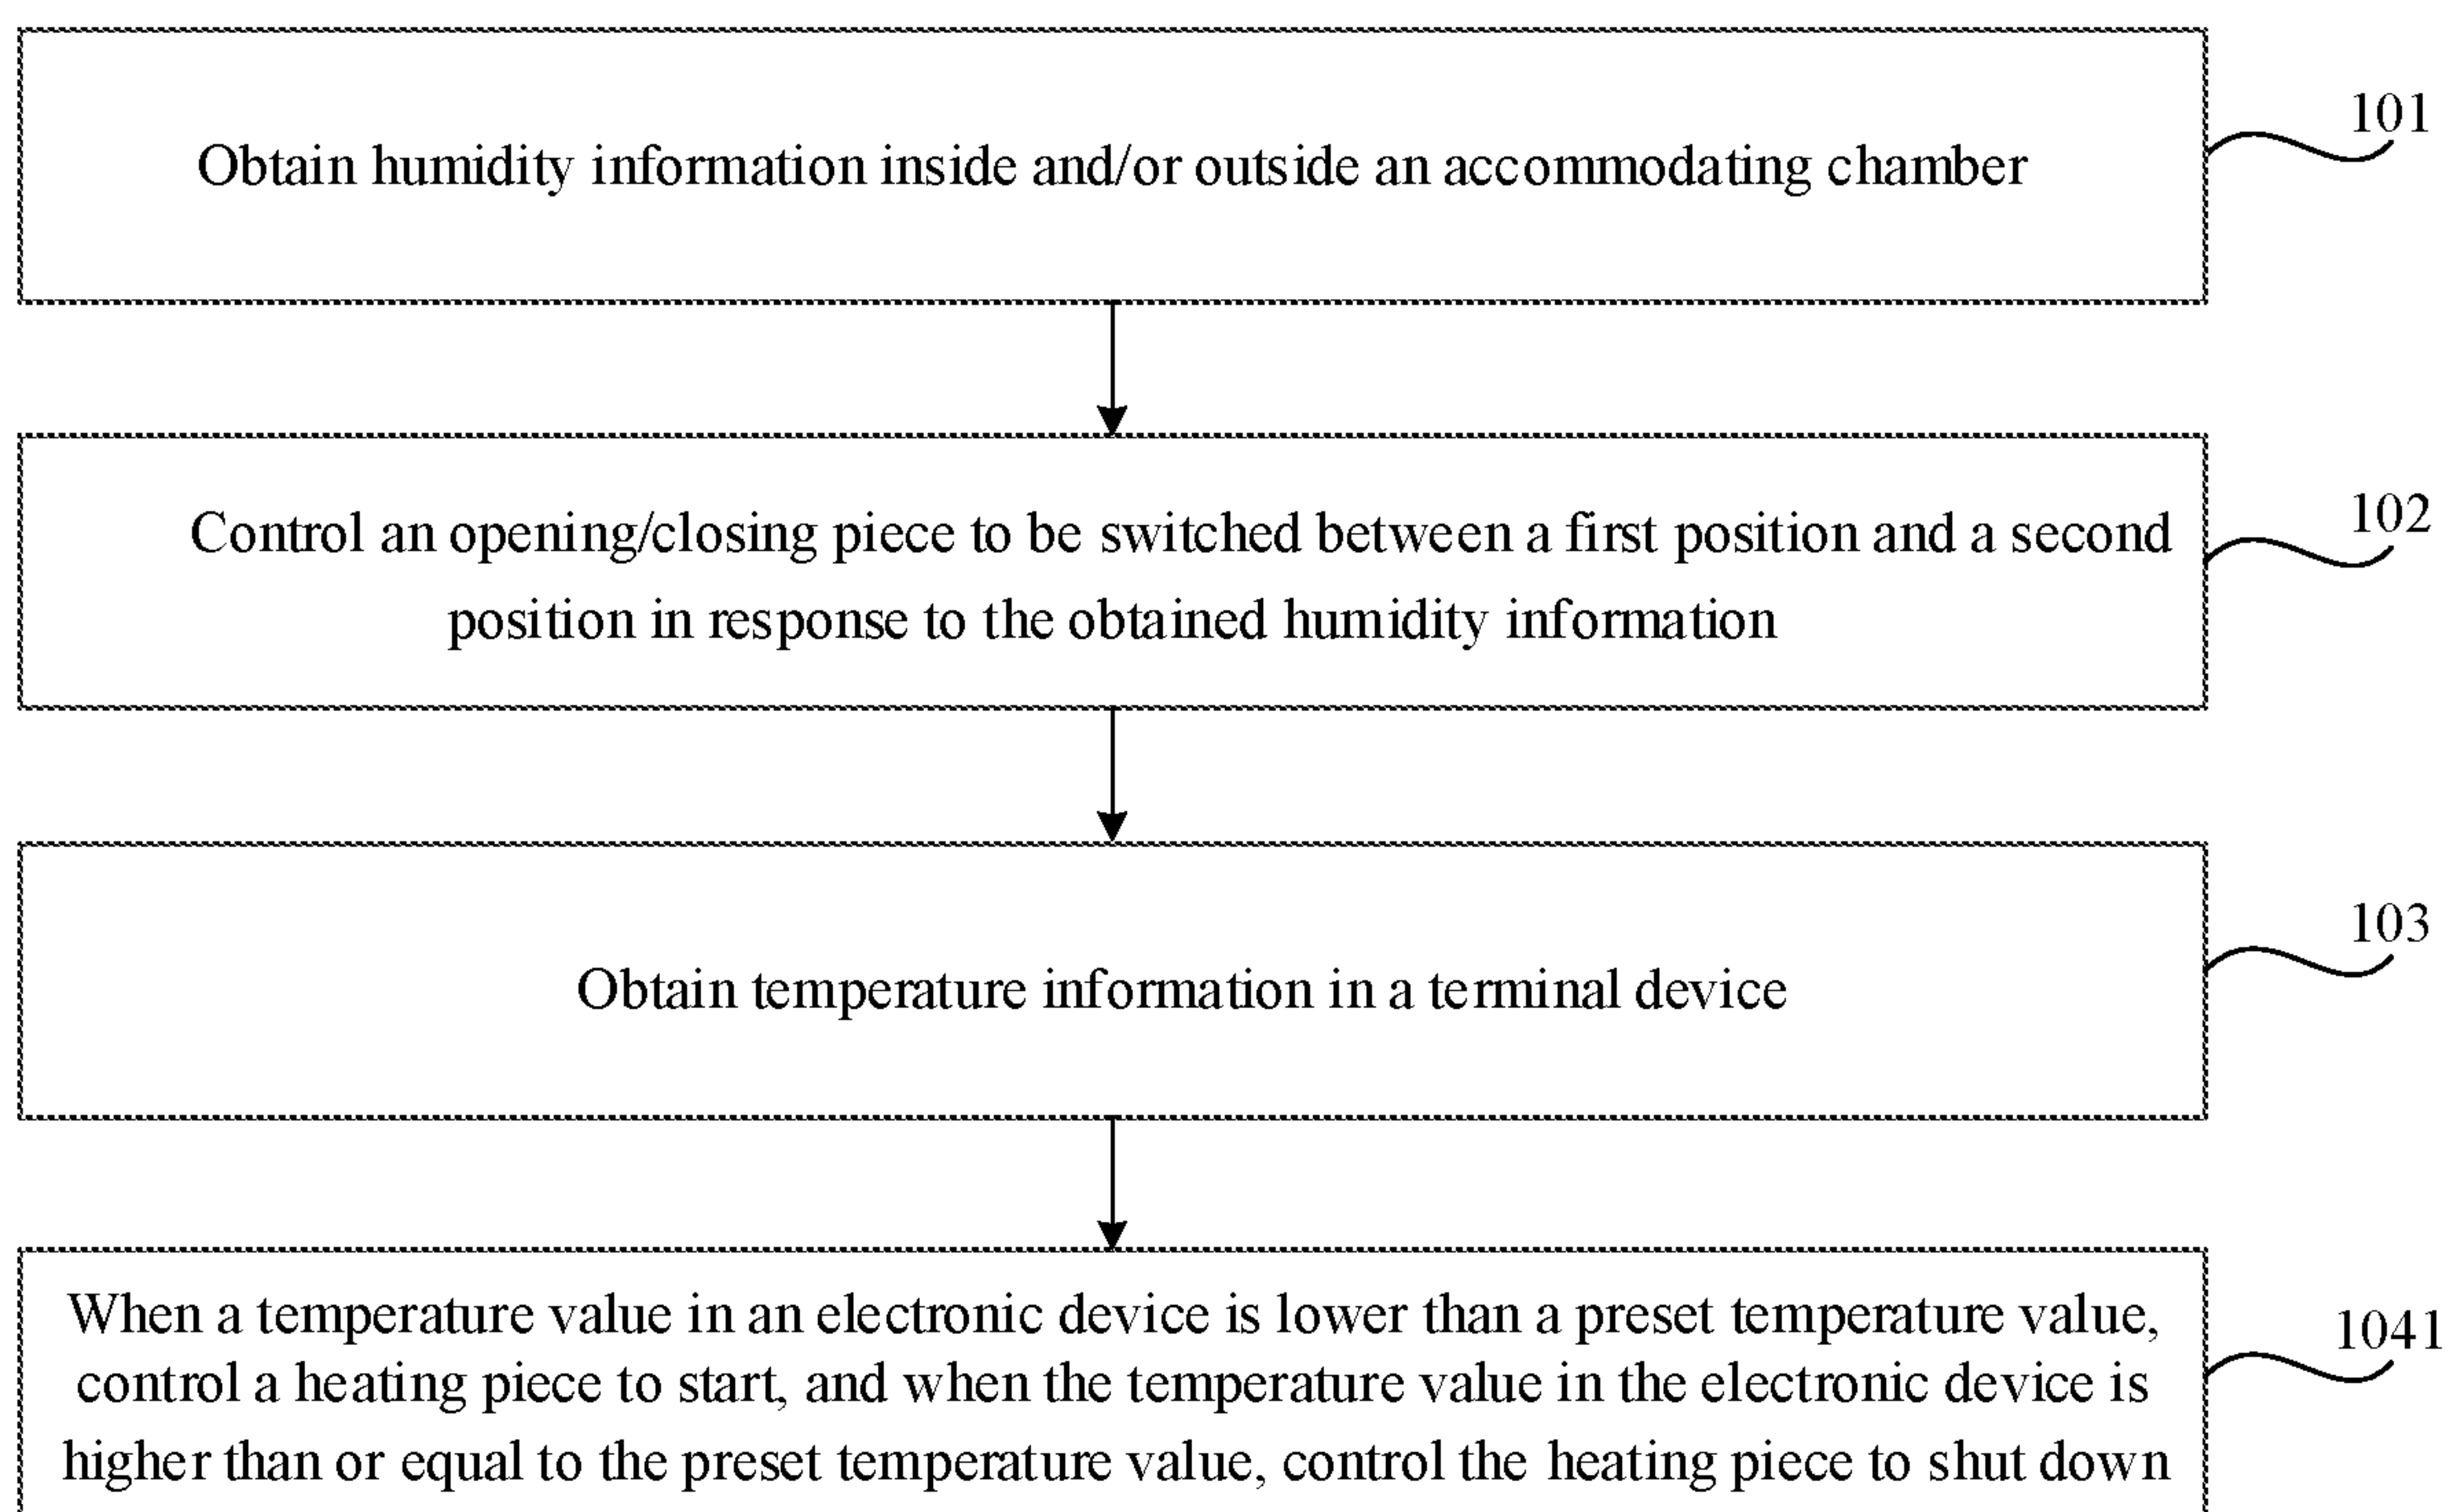 Obtain humidity information inside and/or outside an accommodating chamber
101
Control an opening/closing piece to be switched between a first position and a second
position in response to the obtained humidity information
102
Obtain temperature information in a terminal device
103
When a temperature value in an electronic device is lower than a preset temperature value,
control a heating piece to start, and when the temperature value in the electronic device is
higher than or equal to the preset temperature value, control the heating piece to shut down
1041